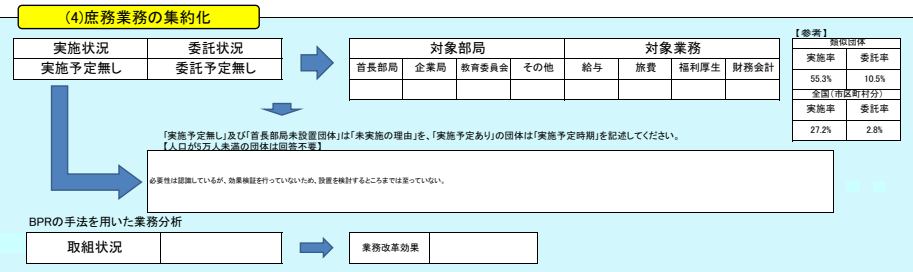 (4)庶務業務の集約化
【参考】
実施状況 委託状況
実施予定無し 委託予定無し
対象部局 対象業務
首長部局 企業局 教育委員会 その他 給与 旅費 福利厚生 財務会計
類似団体
実施率 委託率
55.3% 10.5%
全国(市区町村分)
実施率 委託率
27.2% 2.8%
「実施予定無し」及び「首長部局未設置団体」は「未実施の理由」を、「実施予定あり」の団体は「実施予定時期」を記述してください。
【人口が5万人未満の団体は回答不要】
必要性は認識しているが、効果検証を行っていないため、設置を検討するところまでは至っていない。
BPRの手法を用いた業務分析
取組状況
業務改革効果